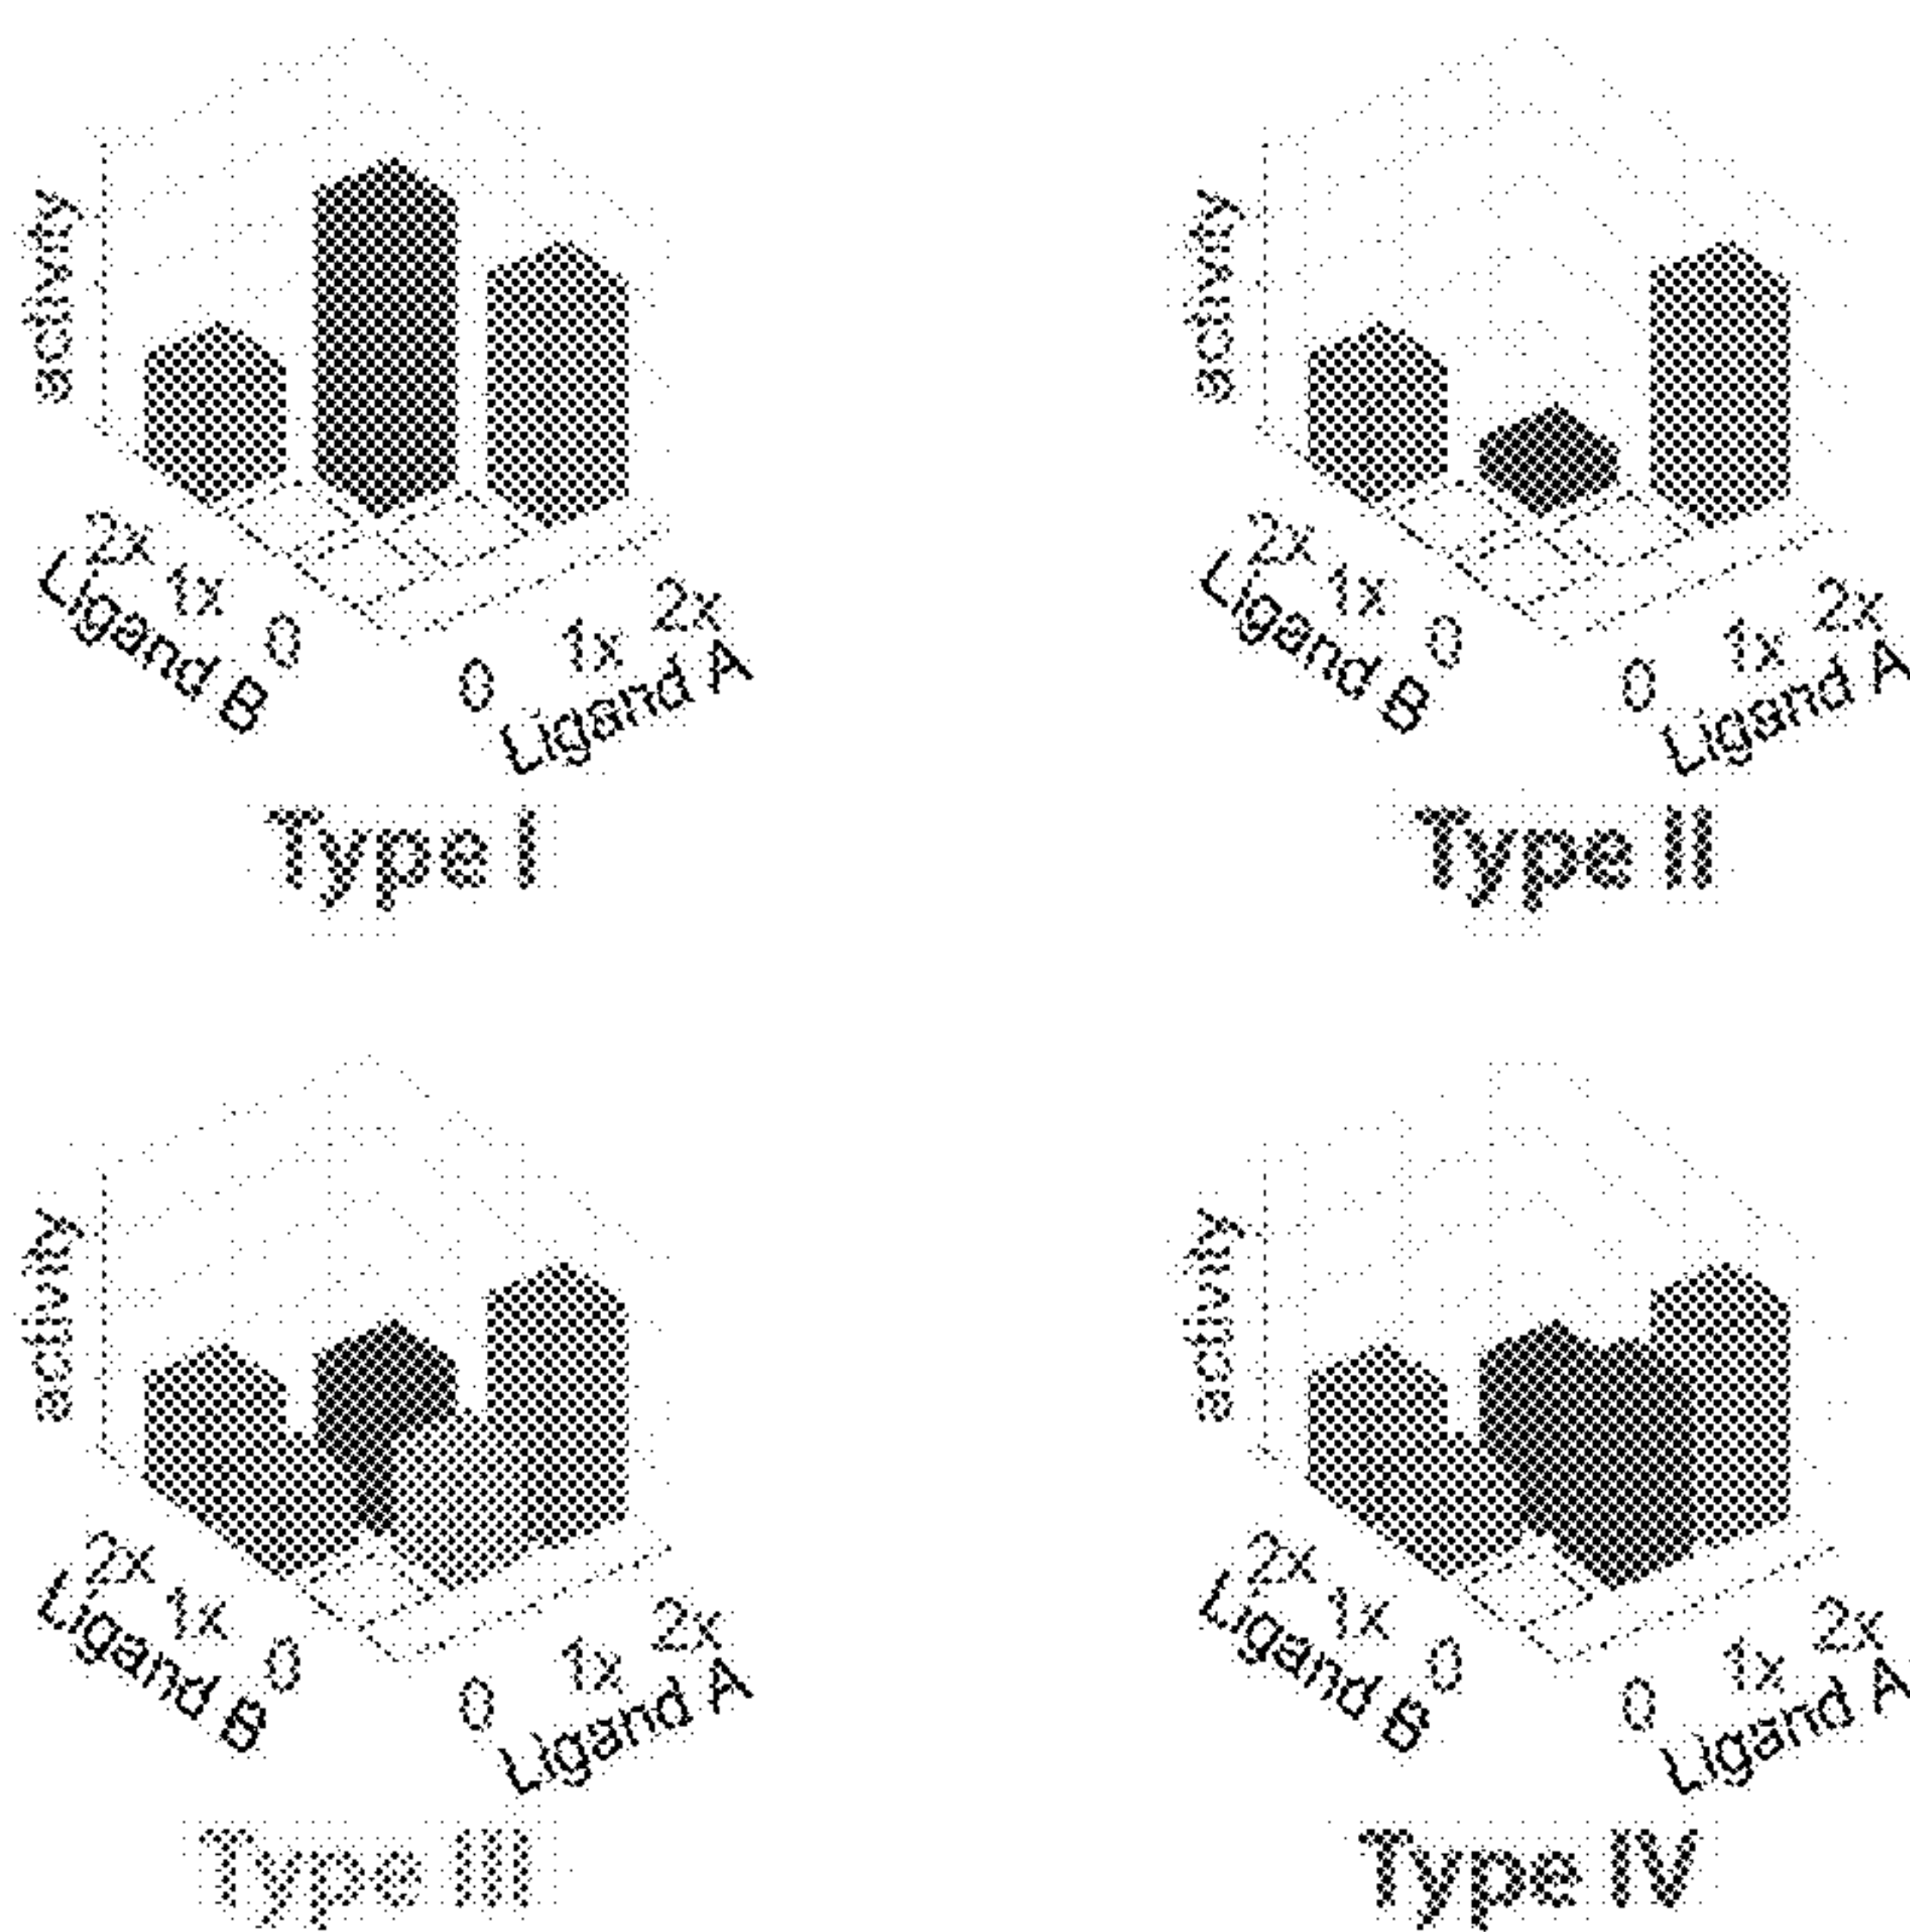 activity
2x
1x
0
Ligand B
0
1x
2x
Ligand A
Type I
activity
2x
1x
0
Ligand B
0
1x
2x
Ligand A
Type II
activity
2x
1x
0
Ligand B
0
1x
2x
Ligand A
Type III
activity
2x
1x
0
Ligand B
0
1x
2x
Ligand A
Type IV